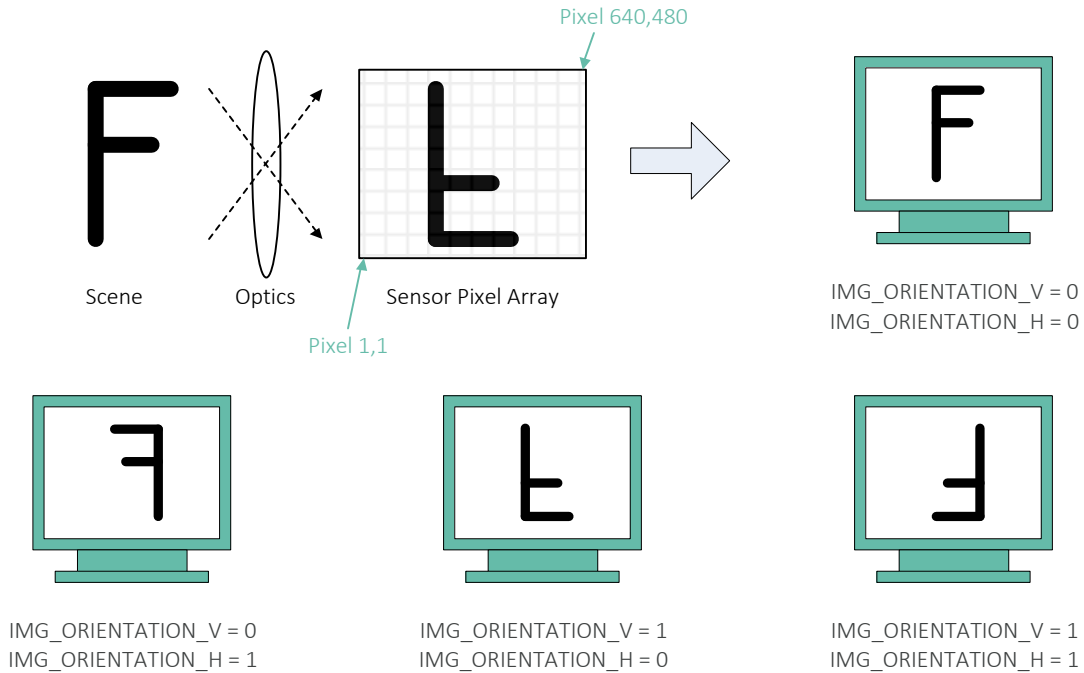 Pixel 640,480
F
Scene
Optics
Sensor Pixel Array
Pixel 1,1
F
IMG_ORIENTATION_V = 0
IMG_ORIENTATION_H = 0
IMG_ORIENTATION_V = 0
IMG_ORIENTATION_H = 1
IMG_ORIENTATION_V = 1
IMG_ORIENTATION_H = 0
IMG_ORIENTATION_V = 1
IMG_ORIENTATION_H = 1